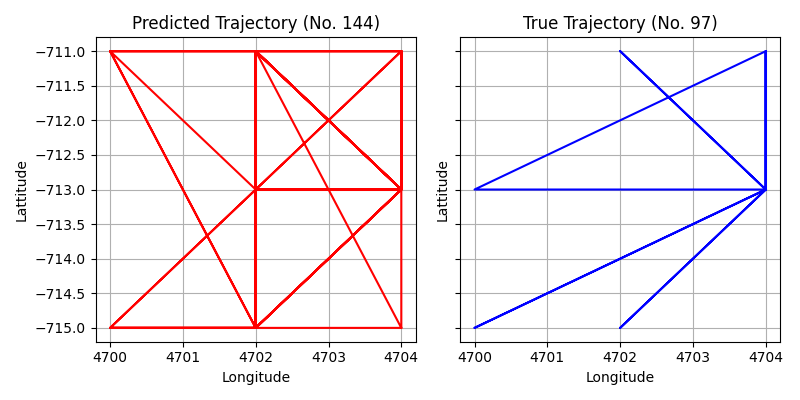 Predicted Trajectory (No. 144)
−711.0
−711.5
−712.0
−712.5
−713.0
−713.5
−714.0
−714.5
−715.0
Lattitude
4700 4701 4702 4703 4704
Longitude
True Trajectory (No. 97)
Lattitude
4700 4701 4702 4703 4704
Longitude